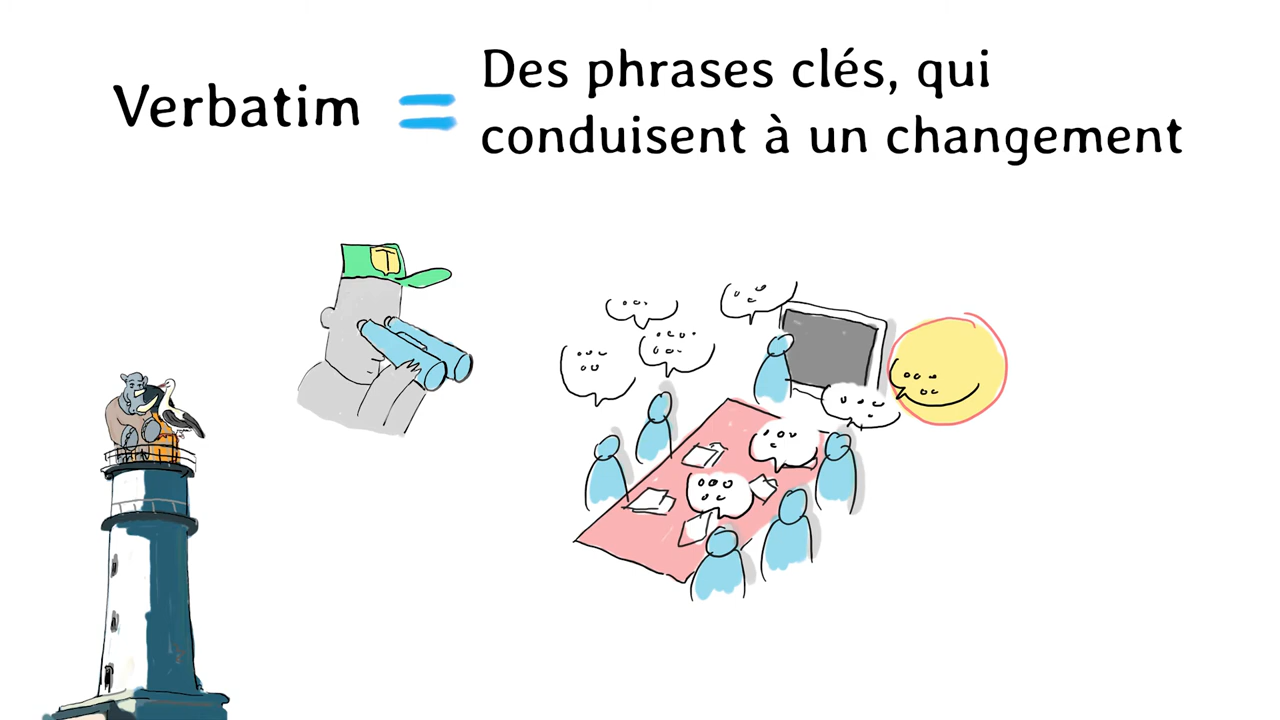 Verbatim = Des phrases clés, qui
conduisent à un changement
T